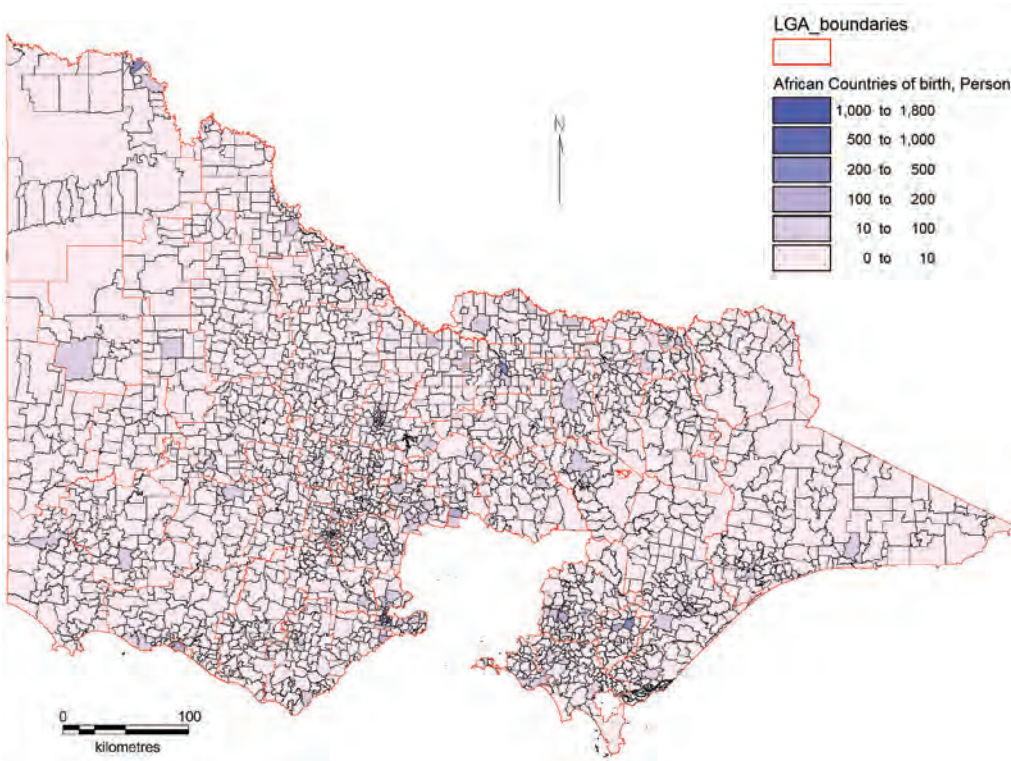 LGA_boundaries
African Countries of birth, Person
1,000 to 1,800
500 to 1,000
200 to 500
100 to 200
10 to 100
0 to 10
N
0 100
kilometres